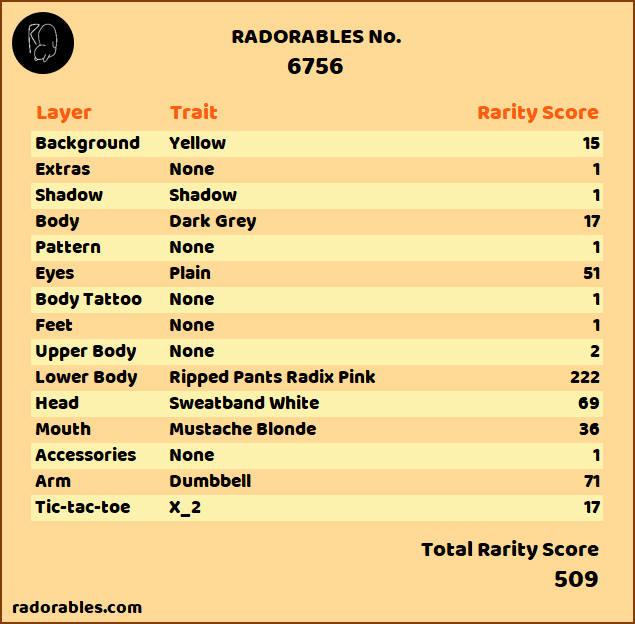 RADORABLES No.
6756
Layer Trait Rarity Score
Background Yellow 15
Extras None 1
Shadow Shadow 1
Body Dark Grey 17
Pattern None 1
Eyes Plain 51
Body Tattoo None 1
Feet None 1
Upper Body None 2
Lower Body Ripped Pants Radix Pink 222
Head Sweatband White 69
Mouth Mustache Blonde 36
Accessories None 1
Arm Dumbbell 71
Tic-tac-toe X_2 17
Total Rarity Score
509
radorables.com